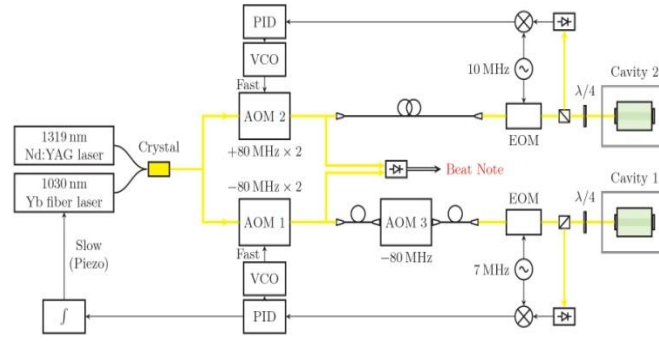 PID
VCO
Fast
AOM 2
+80 MHz × 2
10 MHz
EOM
λ/4
Cavity 2
1319 nm
Nd:YAG laser
Crystal
1030 nm
Yb fiber laser
Beat Note
−80 MHz × 2
AOM 1
Fast
AOM 3
−80 MHz
EOM
λ/4
Cavity 1
Slow
(Piezo)
VCO
7 MHz
∫
PID